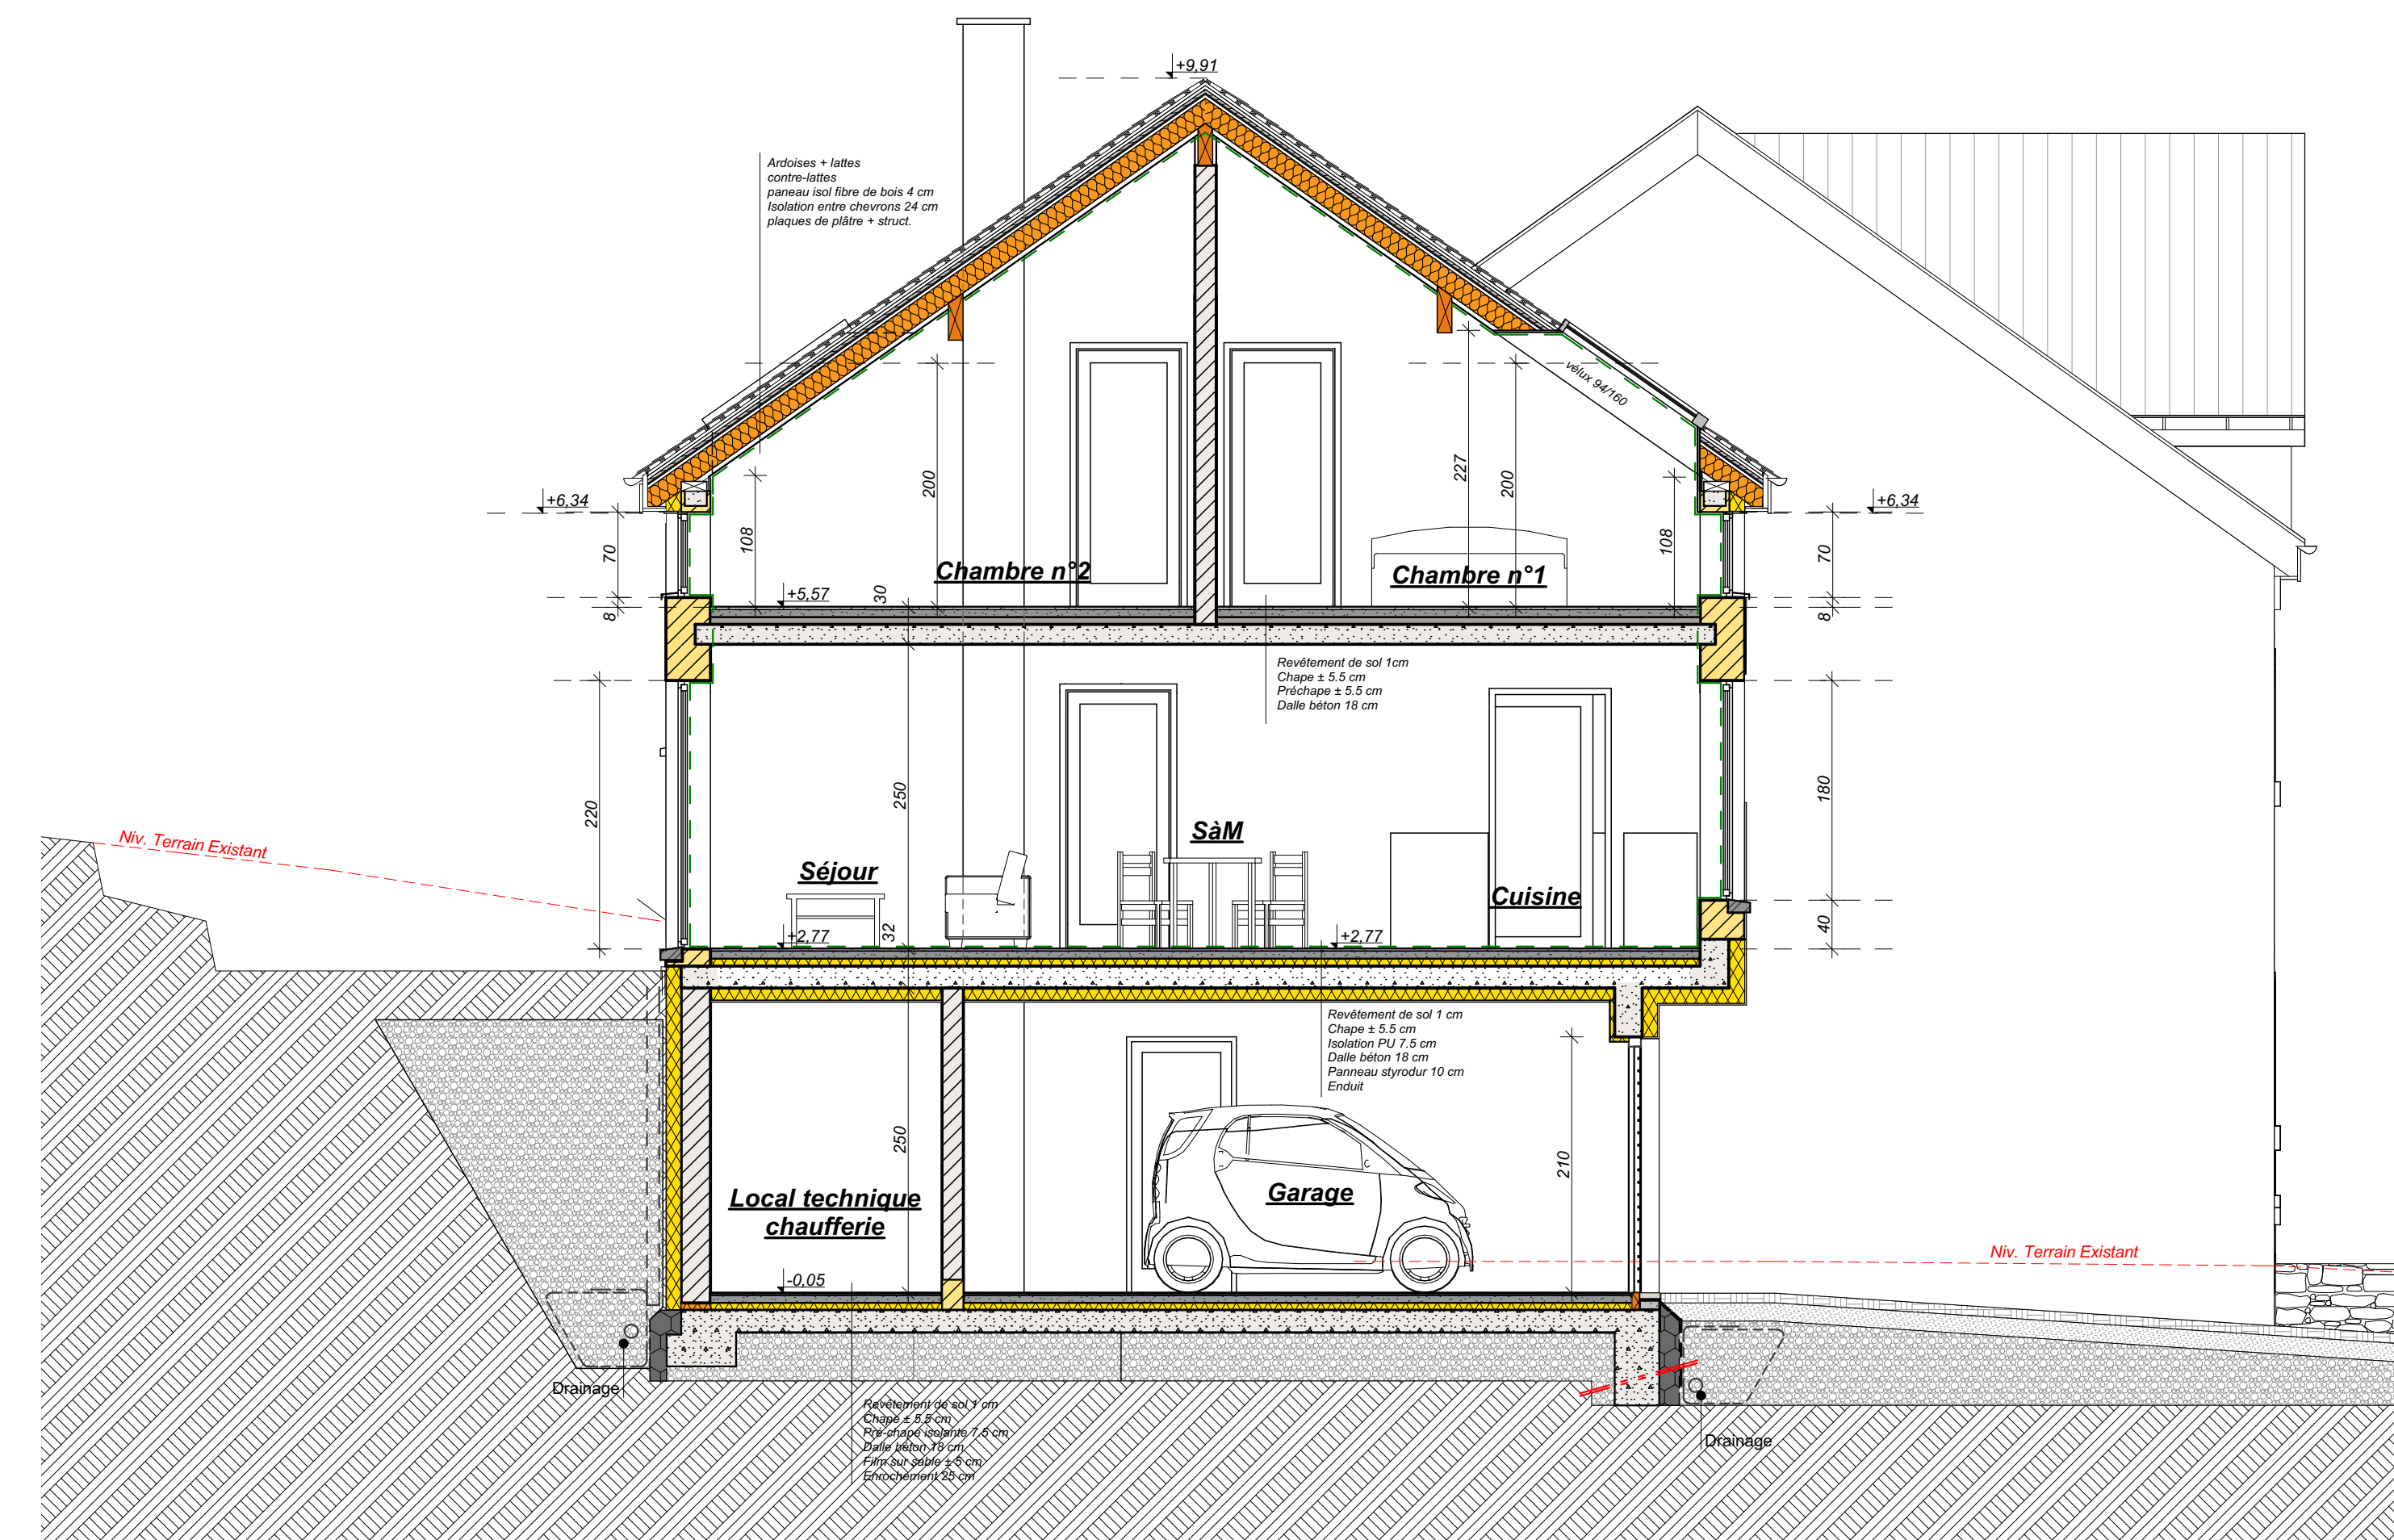 +9,91
Ardoises + lattes
contre-lattes
paneau isol fibre de bois 4 cm
Isolation entre chevrons 24 cm
plaques de plâtre + struct.
vélux 94/160
+6,34
70
8
108
200
30
+5,57
Chambre n°2
227
200
108
Chambre n°1
+6,34
70
8
Revêtement de sol 1cm
Chape ± 5.5 cm
Préchape ± 5.5 cm
Dalle béton 18 cm
Niv. Terrain Existant
220
250
180
SàM
Séjour
Cuisine
40
32
+2,77
+2,77
Revêtement de sol 1 cm
Chape ± 5.5 cm
Isolation PU 7.5 cm
Dalle béton 18 cm
Panneau styrodur 10 cm
Enduit
250
210
Local technique
chaufferie
Garage
Niv. Terrain Existant
-0,05
Drainage
Revêtement de sol 1 cm
Chape ± 5.5 cm
Pré-chape isolante 7.5 cm
Dalle béton 18 cm
Film sur sable ± 5 cm
Enrochement 25 cm
Drainage